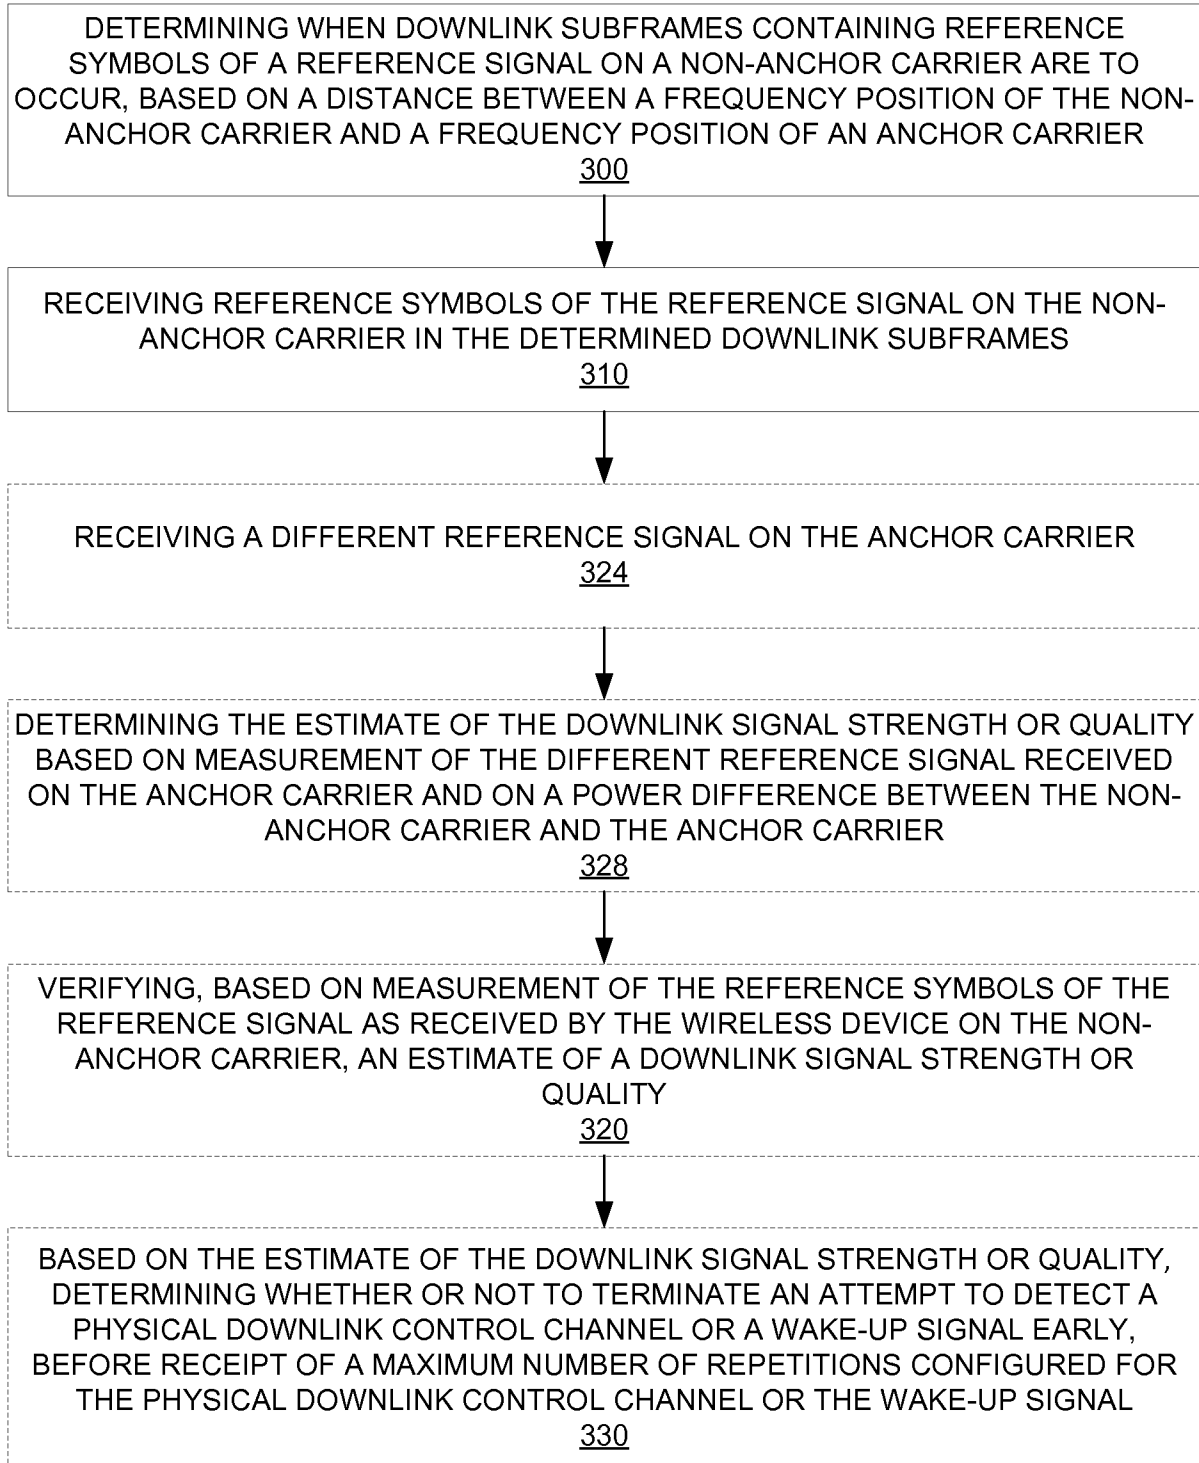 DETERMINING WHEN DOWNLINK SUBFRAMES CONTAINING REFERENCE
SYMBOLS OF A REFERENCE SIGNAL ON A NON-ANCHOR CARRIER ARE TO
OCCUR, BASED ON A DISTANCE BETWEEN A FREQUENCY POSITION OF THE NON-
ANCHOR CARRIER AND A FREQUENCY POSITION OF AN ANCHOR CARRIER
300
RECEIVING REFERENCE SYMBOLS OF THE REFERENCE SIGNAL ON THE NON-
ANCHOR CARRIER IN THE DETERMINED DOWNLINK SUBFRAMES
310
RECEIVING A DIFFERENT REFERENCE SIGNAL ON THE ANCHOR CARRIER
324
DETERMINING THE ESTIMATE OF THE DOWNLINK SIGNAL STRENGTH OR QUALITY
BASED ON MEASUREMENT OF THE DIFFERENT REFERENCE SIGNAL RECEIVED
ON THE ANCHOR CARRIER AND ON A POWER DIFFERENCE BETWEEN THE NON-
ANCHOR CARRIER AND THE ANCHOR CARRIER
328
VERIFYING, BASED ON MEASUREMENT OF THE REFERENCE SYMBOLS OF THE
REFERENCE SIGNAL AS RECEIVED BY THE WIRELESS DEVICE ON THE NON-
ANCHOR CARRIER, AN ESTIMATE OF A DOWNLINK SIGNAL STRENGTH OR
QUALITY
320
BASED ON THE ESTIMATE OF THE DOWNLINK SIGNAL STRENGTH OR QUALITY,
DETERMINING WHETHER OR NOT TO TERMINATE AN ATTEMPT TO DETECT A
PHYSICAL DOWNLINK CONTROL CHANNEL OR A WAKE-UP SIGNAL EARLY,
BEFORE RECEIPT OF A MAXIMUM NUMBER OF REPETITIONS CONFIGURED FOR
THE PHYSICAL DOWNLINK CONTROL CHANNEL OR THE WAKE-UP SIGNAL
330